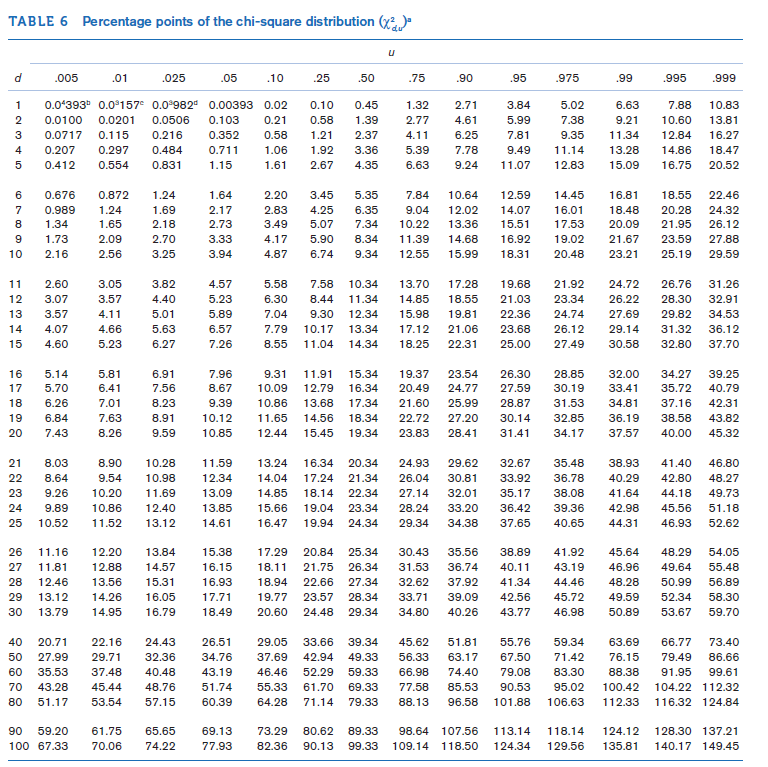 TABLE 6 Percentage points of the chi-square distribution (χ²d,u)ª
u
d .005 .01 .025 .05 .10 .25 .50 .75 .90 .95 .975 .99 .995 .999
1 0.0⁴393ᵇ 0.0³157ᶜ 0.0³982ᵈ 0.00393 0.02 0.10 0.45 1.32 2.71 3.84 5.02 6.63 7.88 10.83
2 0.0100 0.0201 0.0506 0.103 0.21 0.58 1.39 2.77 4.61 5.99 7.38 9.21 10.60 13.81
3 0.0717 0.115 0.216 0.352 0.58 1.21 2.37 4.11 6.25 7.81 9.35 11.34 12.84 16.27
4 0.207 0.297 0.484 0.711 1.06 1.92 3.36 5.39 7.78 9.49 11.14 13.28 14.86 18.47
5 0.412 0.554 0.831 1.15 1.61 2.67 4.35 6.63 9.24 11.07 12.83 15.09 16.75 20.52
6 0.676 0.872 1.24 1.64 2.20 3.45 5.35 7.84 10.64 12.59 14.45 16.81 18.55 22.46
7 0.989 1.24 1.69 2.17 2.83 4.25 6.35 9.04 12.02 14.07 16.01 18.48 20.28 24.32
8 1.34 1.65 2.18 2.73 3.49 5.07 7.34 10.22 13.36 15.51 17.53 20.09 21.95 26.12
9 1.73 2.09 2.70 3.33 4.17 5.90 8.34 11.39 14.68 16.92 19.02 21.67 23.59 27.88
10 2.16 2.56 3.25 3.94 4.87 6.74 9.34 12.55 15.99 18.31 20.48 23.21 25.19 29.59
11 2.60 3.05 3.82 4.57 5.58 7.58 10.34 13.70 17.28 19.68 21.92 24.72 26.76 31.26
12 3.07 3.57 4.40 5.23 6.30 8.44 11.34 14.85 18.55 21.03 23.34 26.22 28.30 32.91
13 3.57 4.11 5.01 5.89 7.04 9.30 12.34 15.98 19.81 22.36 24.74 27.69 29.82 34.53
14 4.07 4.66 5.63 6.57 7.79 10.17 13.34 17.12 21.06 23.68 26.12 29.14 31.32 36.12
15 4.60 5.23 6.27 7.26 8.55 11.04 14.34 18.25 22.31 25.00 27.49 30.58 32.80 37.70
16 5.14 5.81 6.91 7.96 9.31 11.91 15.34 19.37 23.54 26.30 28.85 32.00 34.27 39.25
17 5.70 6.41 7.56 8.67 10.09 12.79 16.34 20.49 24.77 27.59 30.19 33.41 35.72 40.79
18 6.26 7.01 8.23 9.39 10.86 13.68 17.34 21.60 25.99 28.87 31.53 34.81 37.16 42.31
19 6.84 7.63 8.91 10.12 11.65 14.56 18.34 22.72 27.20 30.14 32.85 36.19 38.58 43.82
20 7.43 8.26 9.59 10.85 12.44 15.45 19.34 23.83 28.41 31.41 34.17 37.57 40.00 45.32
21 8.03 8.90 10.28 11.59 13.24 16.34 20.34 24.93 29.62 32.67 35.48 38.93 41.40 46.80
22 8.64 9.54 10.98 12.34 14.04 17.24 21.34 26.04 30.81 33.92 36.78 40.29 42.80 48.27
23 9.26 10.20 11.69 13.09 14.85 18.14 22.34 27.14 32.01 35.17 38.08 41.64 44.18 49.73
24 9.89 10.86 12.40 13.85 15.66 19.04 23.34 28.24 33.20 36.42 39.36 42.98 45.56 51.18
25 10.52 11.52 13.12 14.61 16.47 19.94 24.34 29.34 34.38 37.65 40.65 44.31 46.93 52.62
26 11.16 12.20 13.84 15.38 17.29 20.84 25.34 30.43 35.56 38.89 41.92 45.64 48.29 54.05
27 11.81 12.88 14.57 16.15 18.11 21.75 26.34 31.53 36.74 40.11 43.19 46.96 49.64 55.48
28 12.46 13.56 15.31 16.93 18.94 22.66 27.34 32.62 37.92 41.34 44.46 48.28 50.99 56.89
29 13.12 14.26 16.05 17.71 19.77 23.57 28.34 33.71 39.09 42.56 45.72 49.59 52.34 58.30
30 13.79 14.95 16.79 18.49 20.60 24.48 29.34 34.80 40.26 43.77 46.98 50.89 53.67 59.70
40 20.71 22.16 24.43 26.51 29.05 33.66 39.34 45.62 51.81 55.76 59.34 63.69 66.77 73.40
50 27.99 29.71 32.36 34.76 37.69 42.94 49.33 56.33 63.17 67.50 71.42 76.15 79.49 86.66
60 35.53 37.48 40.48 43.19 46.46 52.29 59.33 66.98 74.40 79.08 83.30 88.38 91.95 99.61
70 43.28 45.44 48.76 51.74 55.33 61.70 69.33 77.58 85.53 90.53 95.02 100.42 104.22 112.32
80 51.17 53.54 57.15 60.39 64.28 71.14 79.33 88.13 96.58 101.88 106.63 112.33 116.32 124.84
90 59.20 61.75 65.65 69.13 73.29 80.62 89.33 98.64 107.56 113.14 118.14 124.12 128.30 137.21
100 67.33 70.06 74.22 77.93 82.36 90.13 99.33 109.14 118.50 124.34 129.56 135.81 140.17 149.45